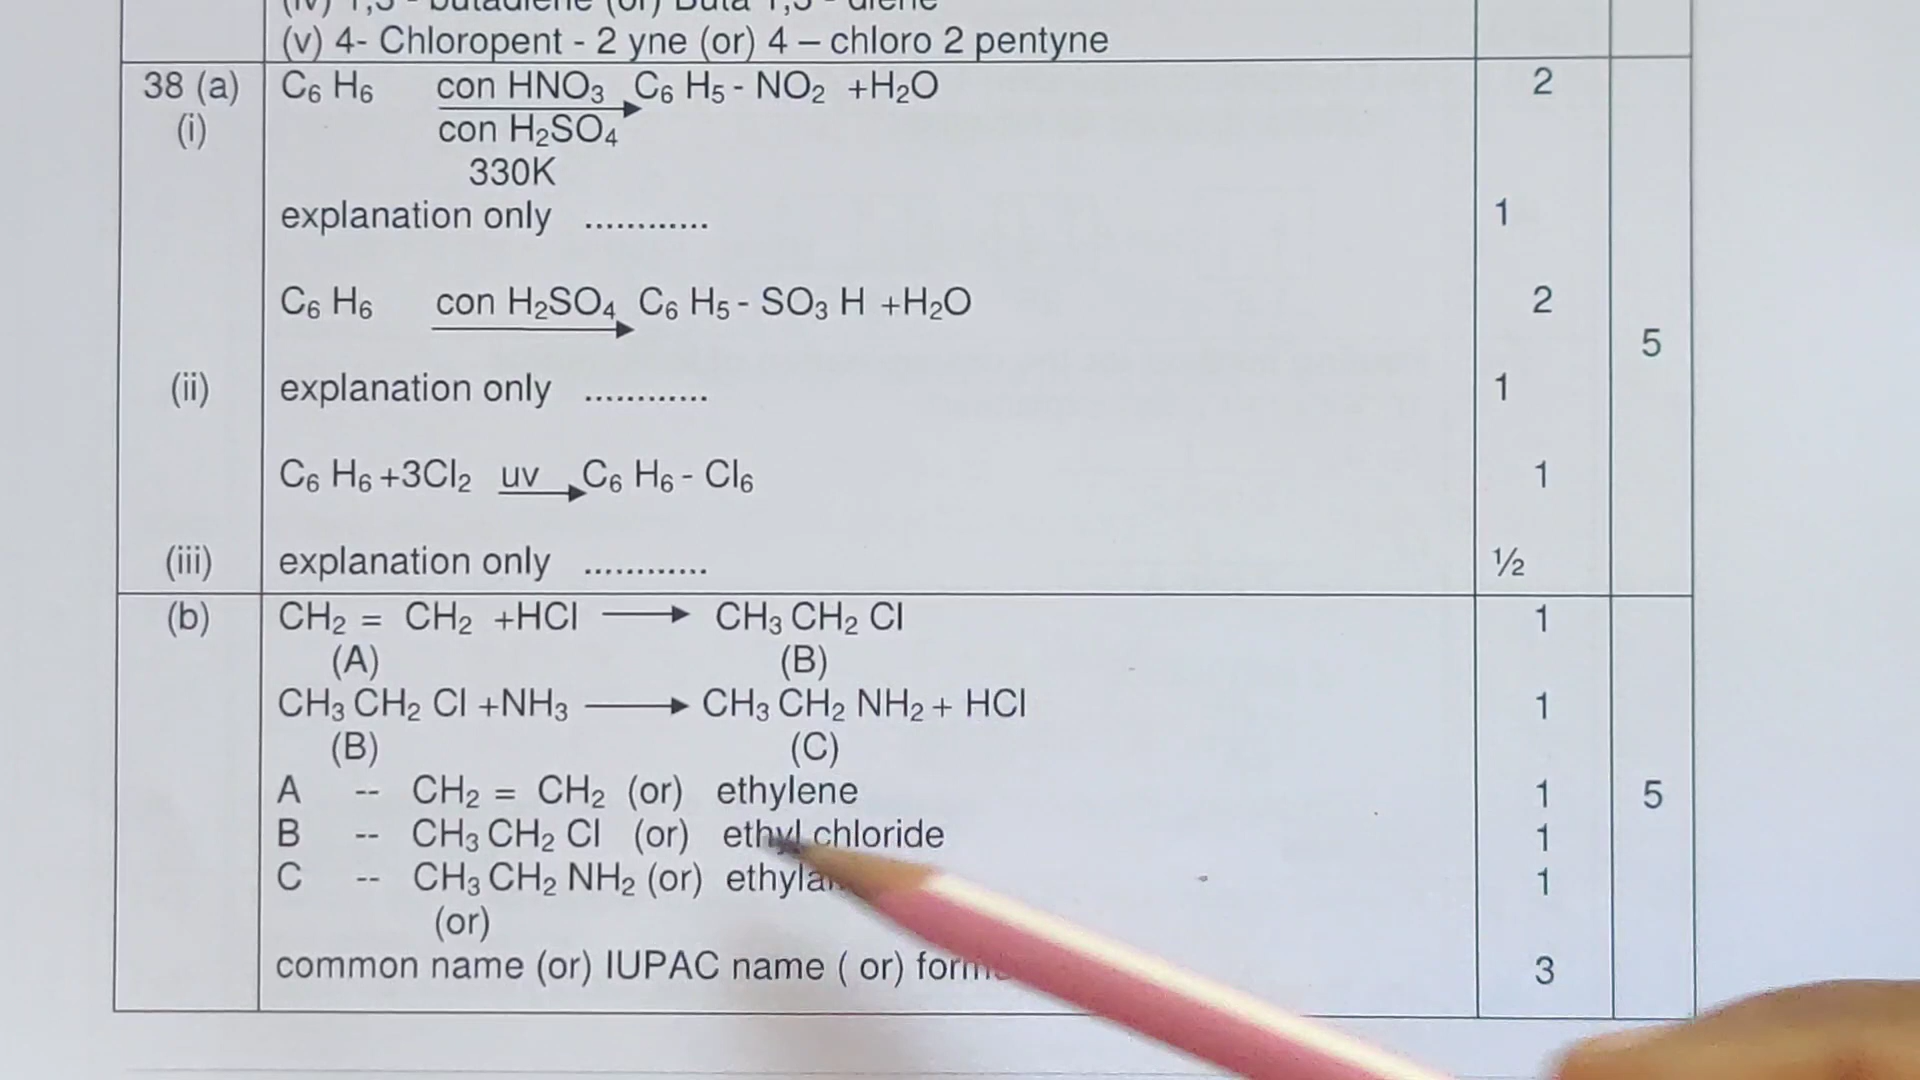 (v) 4- Chloropent - 2 yne (or) 4 – chloro 2 pentyne
38 (a) C₆ H₆ con HNO₃ C₆ H₅ - NO₂ +H₂O 2
(i) con H₂SO₄
330K
explanation only ............ 1
C₆ H₆ con H₂SO₄ C₆ H₅ - SO₃ H +H₂O 2
5
(ii) explanation only ............ 1
C₆ H₆ +3Cl₂ uv C₆ H₆ - Cl₆ 1
(iii) explanation only ............ ½
(b) CH₂ = CH₂ +HCl ⟶ CH₃ CH₂ Cl 1
(A) (B)
CH₃ CH₂ Cl +NH₃ ⟶ CH₃ CH₂ NH₂ + HCl 1
(B) (C)
A -- CH₂ = CH₂ (or) ethylene 1 5
B -- CH₃ CH₂ Cl (or) ethyl chloride 1
C -- CH₃ CH₂ NH₂ (or) 1
(or)
common name (or) IUPAC name ( or) 3